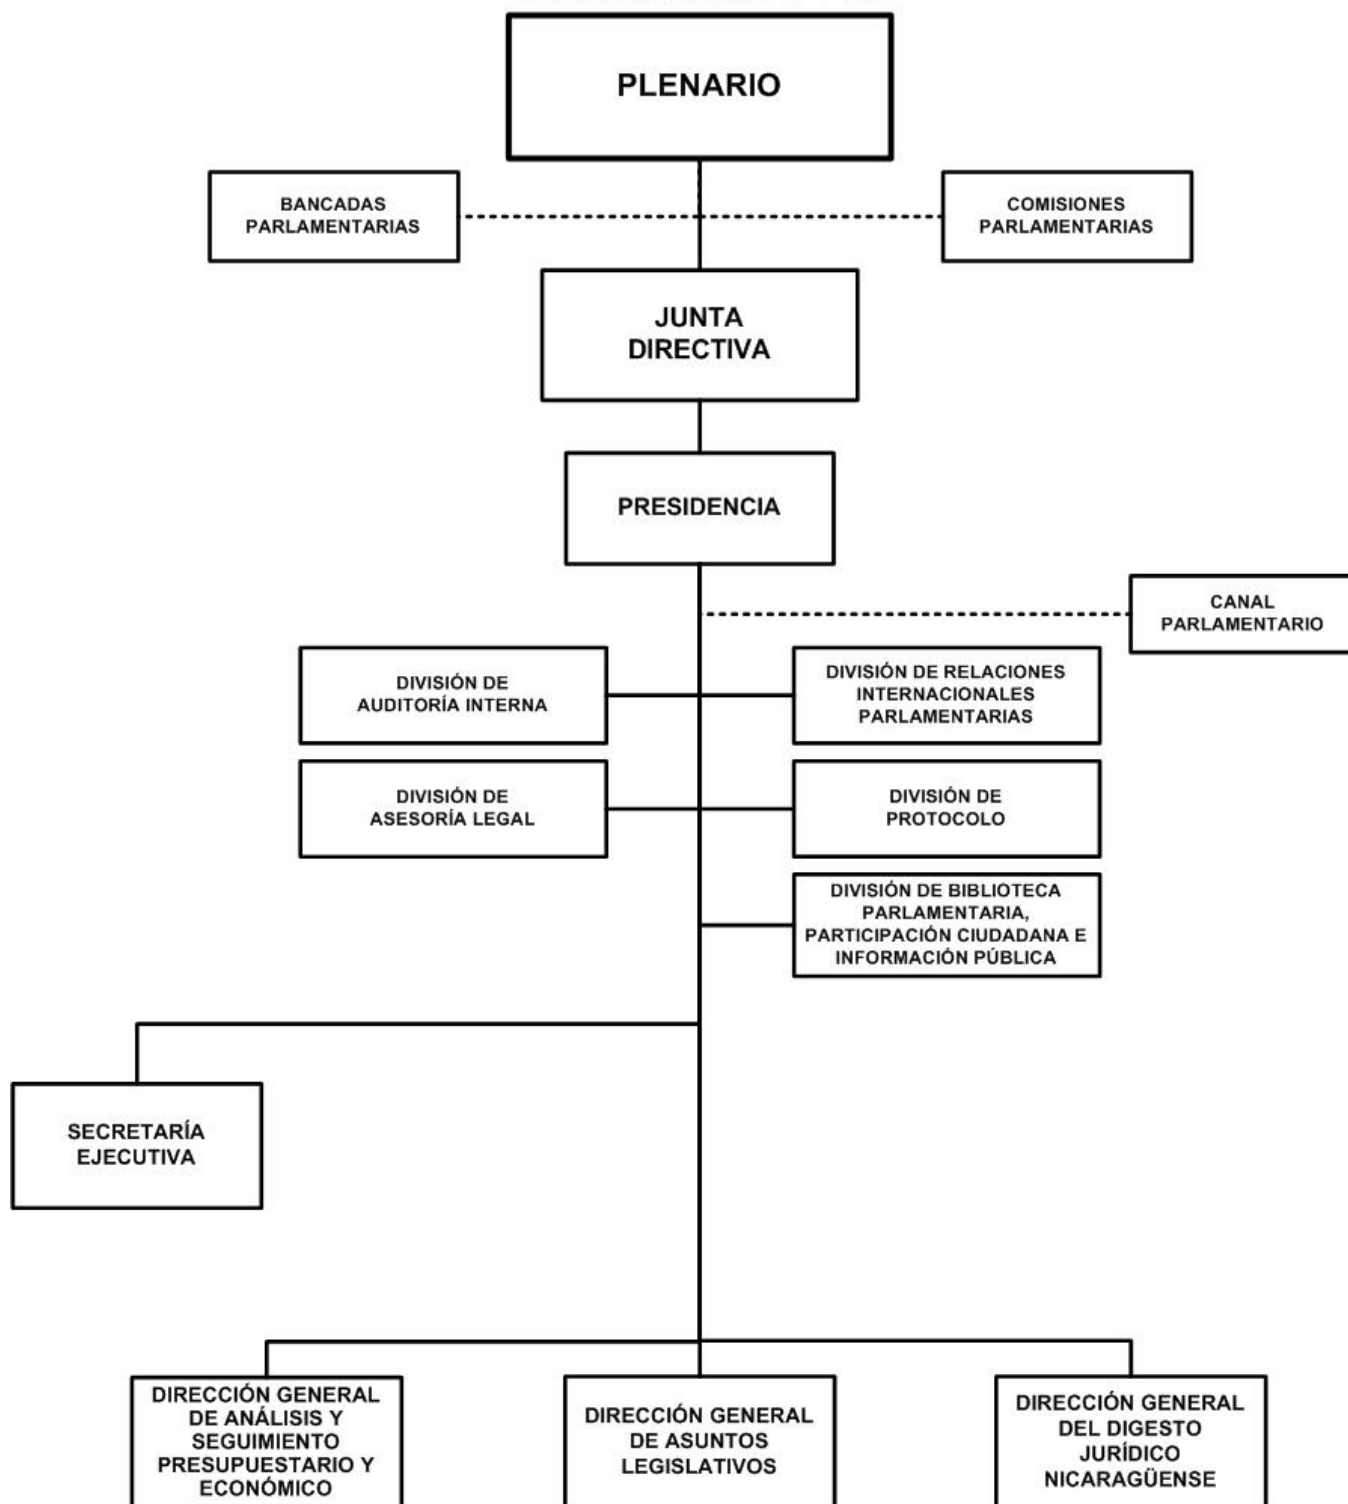 PLENARIO
BANCADAS
PARLAMENTARIAS
COMISIONES
PARLAMENTARIAS
JUNTA
DIRECTIVA
PRESIDENCIA
CANAL
PARLAMENTARIO
DIVISIÓN DE
AUDITORÍA INTERNA
DIVISIÓN DE RELACIONES
INTERNACIONALES
PARLAMENTARIAS
DIVISIÓN DE
ASESORÍA LEGAL
DIVISIÓN DE
PROTOCOLO
DIVISIÓN DE BIBLIOTECA
PARLAMENTARIA,
PARTICIPACIÓN CIUDADANA E
INFORMACIÓN PÚBLICA
SECRETARÍA
EJECUTIVA
DIRECCIÓN GENERAL
DE ANÁLISIS Y
SEGUIMIENTO
PRESUPUESTARIO Y
ECONÓMICO
DIRECCIÓN GENERAL
DE ASUNTOS
LEGISLATIVOS
DIRECCIÓN GENERAL
DEL DIGESTO
JURÍDICO
NICARAGÜENSE